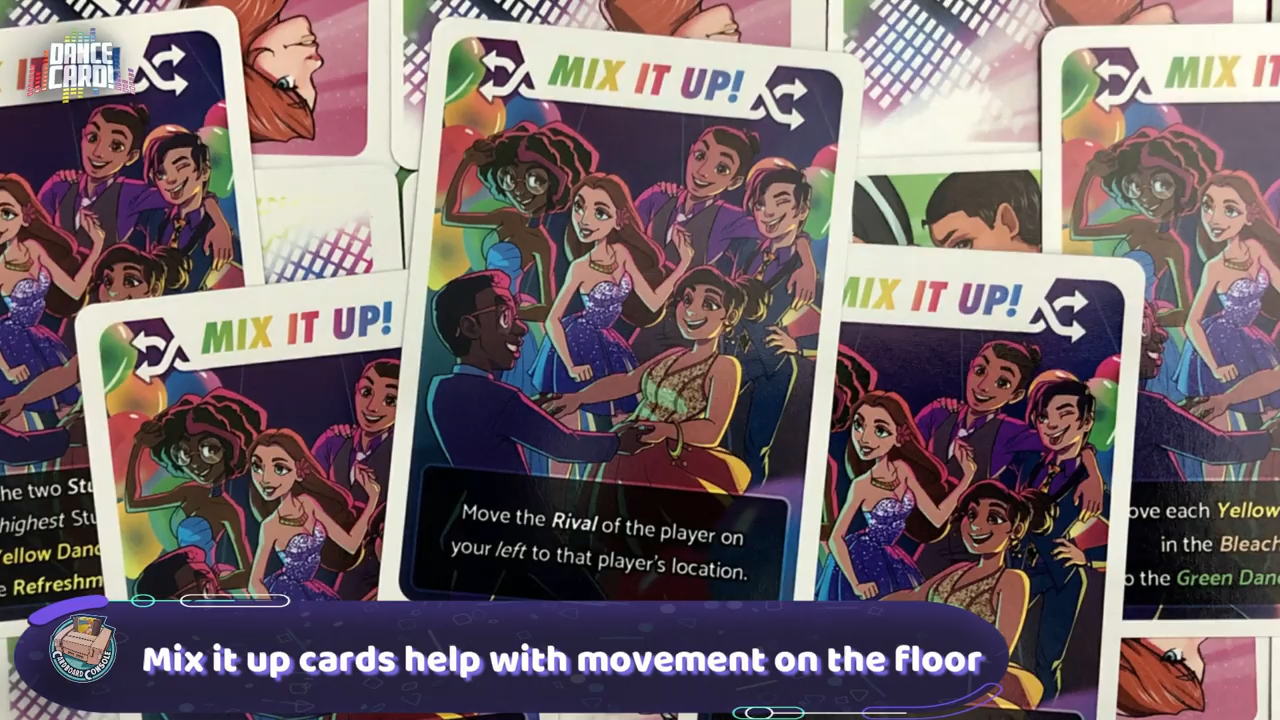 DANCE
CARD!
MIX IT UP!
MIX IT
MIX IT UP!
MIX IT UP!
he two Stu
highest Stu
Yellow Danc
e Refreshm
Move the Rival of the player on
your left to that player's location.
ove each Yellow
in the Bleach
o the Green Danc
CARDBOARD CONSOLE
Mix it up cards help with movement on the floor